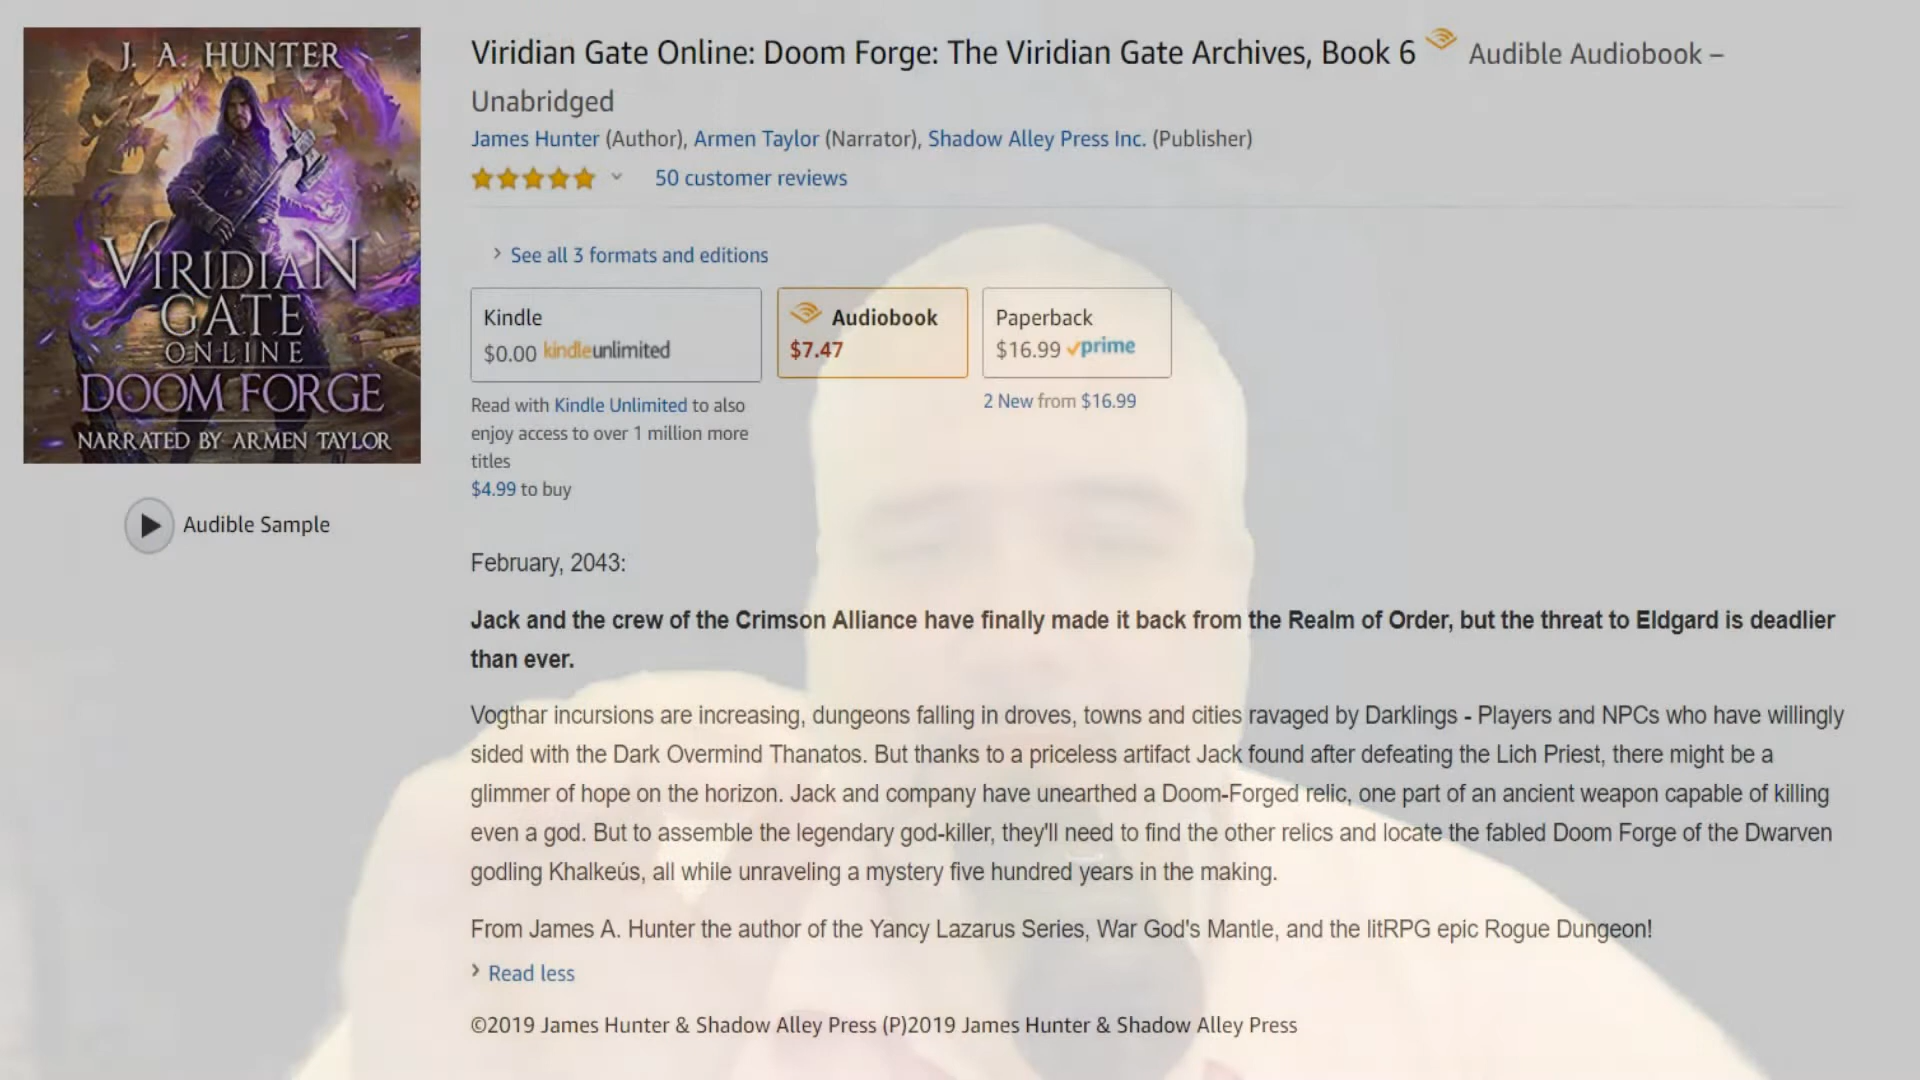 J. A. HUNTER
VIRIDIAN
GATE
ONLINE
DOOM FORGE
NARRATED BY ARMEN TAYLOR
Audible Sample
Viridian Gate Online: Doom Forge: The Viridian Gate Archives, Book 6 Audible Audiobook –
Unabridged
James Hunter (Author), Armen Taylor (Narrator), Shadow Alley Press Inc. (Publisher)
50 customer reviews
See all 3 formats and editions
Kindle
$0.00 kindleunlimited
Audiobook
$7.47
Paperback
$16.99 prime
Read with Kindle Unlimited to also
enjoy access to over 1 million more
titles
$4.99 to buy
2 New from $16.99
February, 2043:
Jack and the crew of the Crimson Alliance have finally made it back from the Realm of Order, but the threat to Eldgard is deadlier
than ever.
Vogthar incursions are increasing, dungeons falling in droves, towns and cities ravaged by Darklings - Players and NPCs who have willingly
sided with the Dark Overmind Thanatos. But thanks to a priceless artifact Jack found after defeating the Lich Priest, there might be a
glimmer of hope on the horizon. Jack and company have unearthed a Doom-Forged relic, one part of an ancient weapon capable of killing
even a god. But to assemble the legendary god-killer, they'll need to find the other relics and locate the fabled Doom Forge of the Dwarven
godling Khalkeús, all while unraveling a mystery five hundred years in the making.
From James A. Hunter the author of the Yancy Lazarus Series, War God's Mantle, and the litRPG epic Rogue Dungeon!
Read less
©2019 James Hunter & Shadow Alley Press (P)2019 James Hunter & Shadow Alley Press